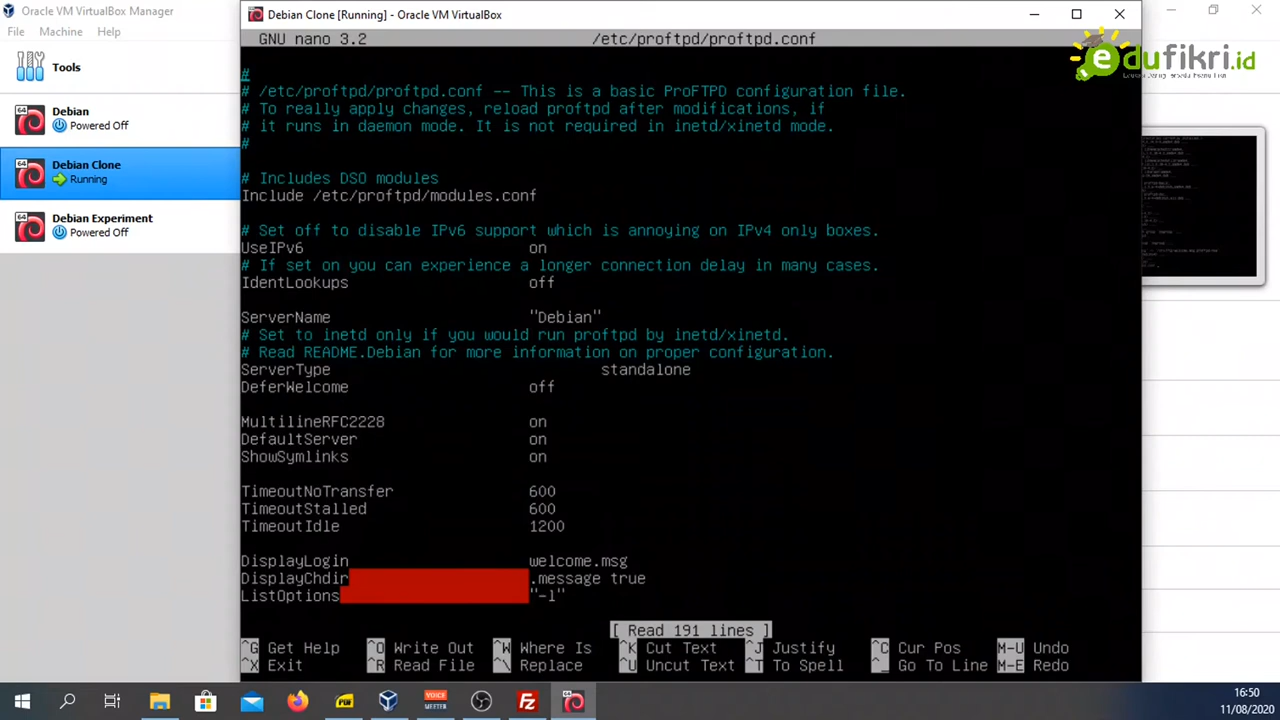 Oracle VM VirtualBox Manager
File Machine Help
Tools
64
Debian
Powered Off
64
Debian Clone
Running
64
Debian Experiment
Powered Off
64
Debian Clone [Running] - Oracle VM VirtualBox
GNU nano 3.2 /etc/proftpd/proftpd.conf
edufikri.id
#
# /etc/proftpd/proftpd.conf -- This is a basic ProFTPD configuration file.
# To really apply changes, reload proftpd after modifications, if
# it runs in daemon mode. It is not required in inetd/xinetd mode.
#
# Includes DSO modules
Include /etc/proftpd/modules.conf
# Set off to disable IPv6 support which is annoying on IPv4 only boxes.
UseIPv6 on
# If set on you can experience a longer connection delay in many cases.
IdentLookups off
ServerName "Debian"
# Set to inetd only if you would run proftpd by inetd/xinetd.
# Read README.Debian for more information on proper configuration.
ServerType standalone
DeferWelcome off
MultilineRFC2228 on
DefaultServer on
ShowSymlinks on
TimeoutNoTransfer 600
TimeoutStalled 600
TimeoutIdle 1200
DisplayLogin welcome.msg
DisplayChdir .message true
ListOptions "-l"
[ Read 191 lines ]
^G Get Help ^O Write Out ^W Where Is ^K Cut Text ^J Justify ^C Cur Pos M-U Undo
^X Exit ^R Read File ^\ Replace ^U Uncut Text ^T To Spell ^_ Go To Line M-E Redo
VOICE
MEETER
Fz
16:50
11/08/2020